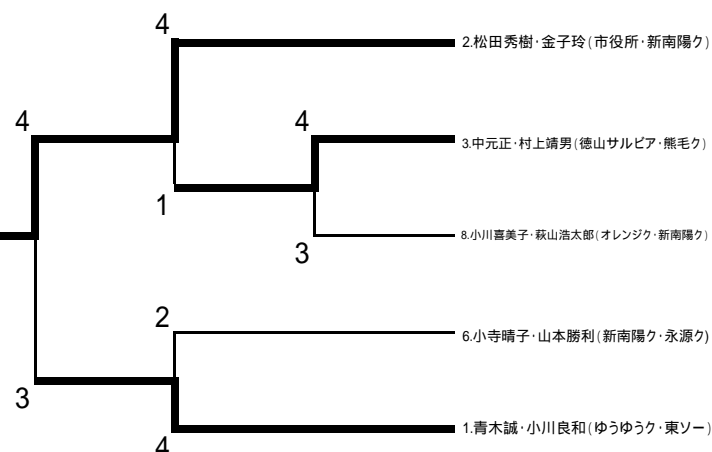 4
2.松田秀樹･金子玲(市役所･新南陽ク)
4
4
3.中元正･村上靖男(徳山サルビア･熊毛ク)
1
8.小川喜美子･萩山浩太郎(オレンジク･新南陽ク)
3
2
6.小寺晴子･山本勝利(新南陽ク･永源ク)
3
1.青木誠･小川良和(ゆうゆうク･東ソー)
4